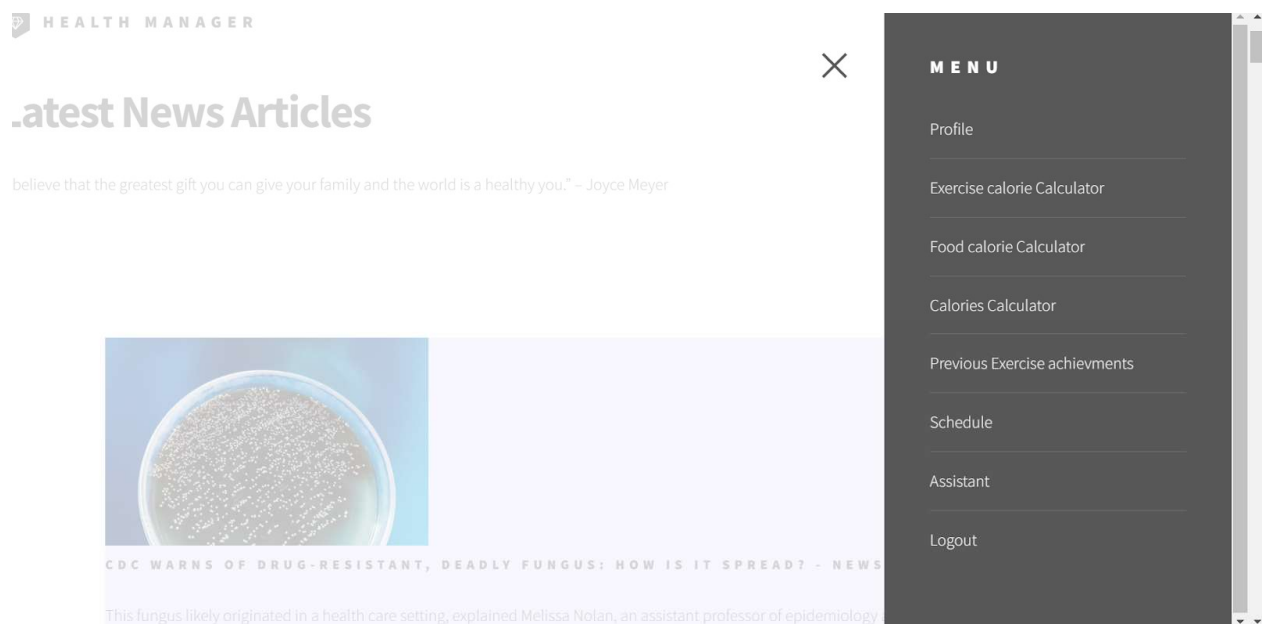 HEALTH MANAGER
MENU
atest News Articles
Profile
believe that the greatest gift you can give your family and the world is a healthy you." – Joyce Meyer
Exercise calorie Calculator
Food calorie Calculator
Calories Calculator
Previous Exercise achievments
Schedule
Assistant
Logout
CDC WARNS OF DRUG-RESISTANT, DEADLY FUNGUS: HOW IS IT SPREAD? - NEWS
This fungus likely originated in a health care setting, explained Melissa Nolan, an assistant professor of epidemiology